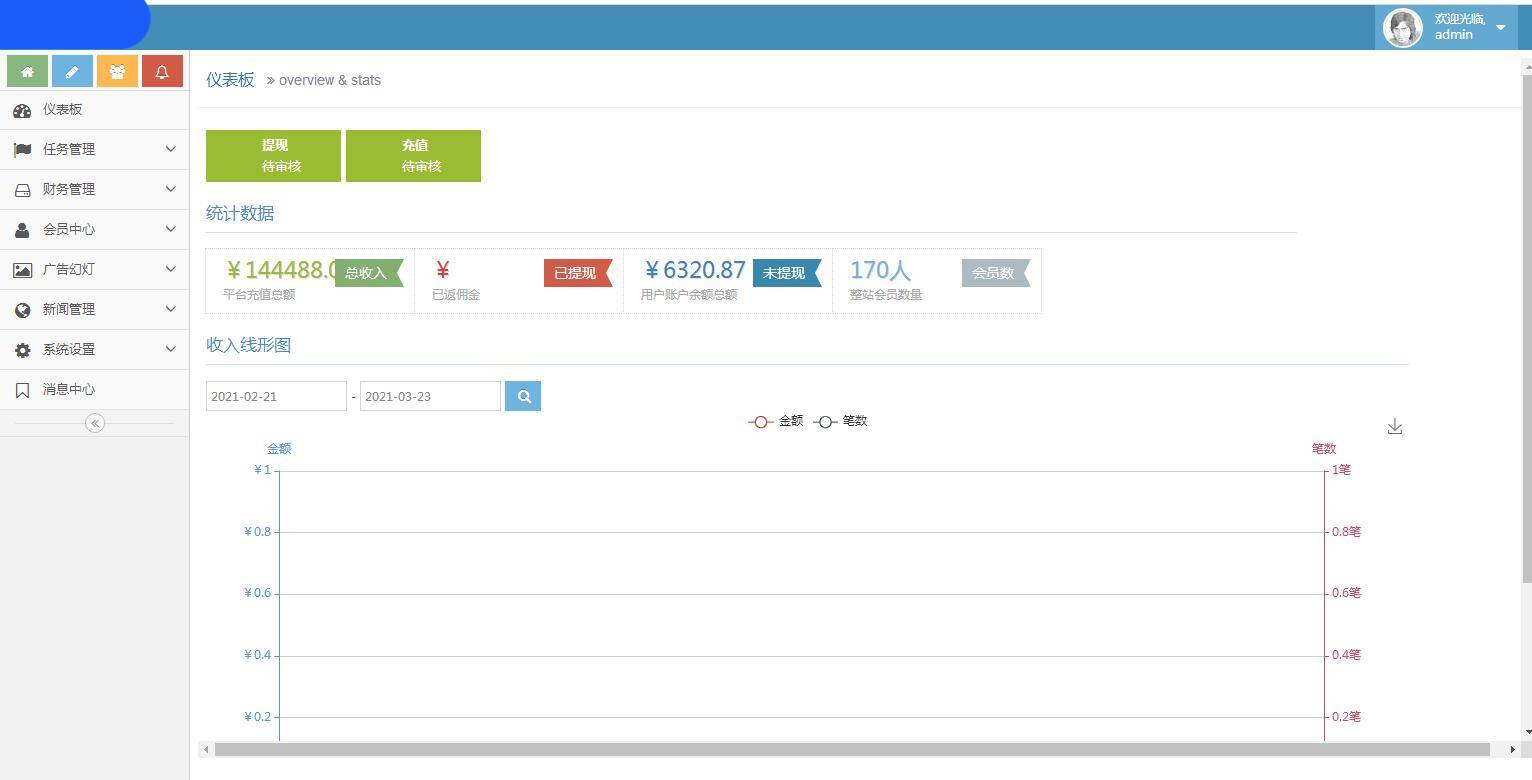 欢迎光临,
admin
仪表板
任务管理
财务管理
会员中心
广告幻灯
新闻管理
系统设置
消息中心
仪表板 » overview & stats
提现
待审核
充值
待审核
统计数据
￥144488.0
总收入
平台充值总额
￥
已提现
已返佣金
￥6320.87
未提现
用户账户余额总额
170人
会员数
整站会员数量
收入线形图
2021-02-21 - 2021-03-23
金额 笔数
金额 笔数
￥1 1笔
￥0.8 0.8笔
￥0.6 0.6笔
￥0.4 0.4笔
￥0.2 0.2笔